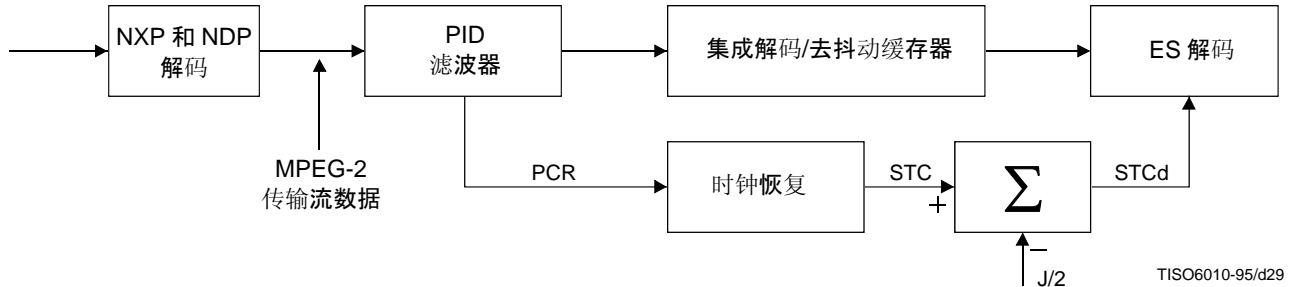 NXP 和 NDP
解码
PID
滤波器
集成解码/去抖动缓存器
ES 解码
MPEG-2
传输流数据
PCR
时钟恢复
STC
+
Σ
STCd
−
J/2
TISO6010-95/d29